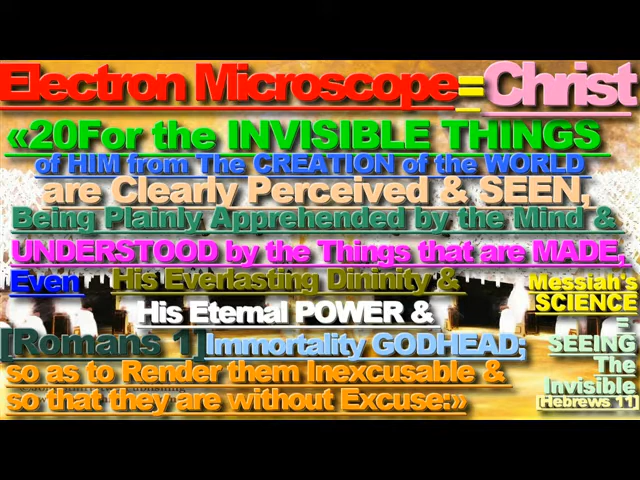 Electron Microscope=Christ
«20For the INVISIBLE THINGS
of HIM from The CREATION of the WORLD
are Clearly Perceived & SEEN,
Being Plainly Apprehended by the Mind &
UNDERSTOOD by the Things that are MADE,
Even His Everlasting Dininity &
His Eternal POWER &
[Romans 1]Immortality GODHEAD;
so as to Render them Inexcusable &
so that they are without Excuse:»
Messiah's
SCIENCE
=
SEEING
The
Invisible
[Hebrews 11]